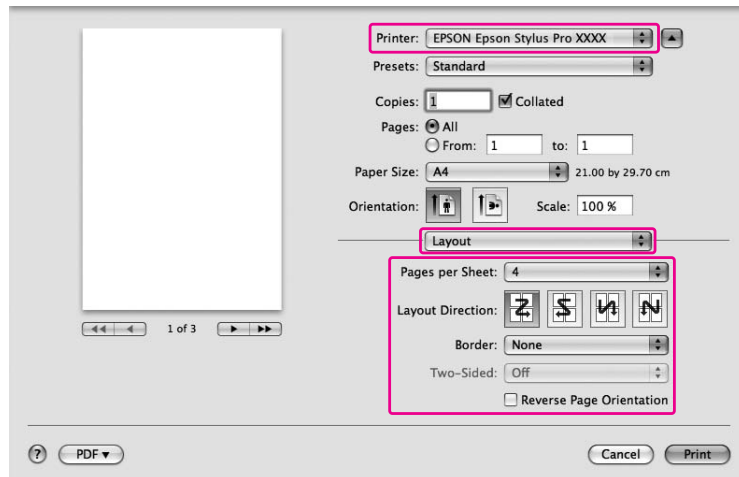 Printer: EPSON Epson Stylus Pro XXXX
Presets: Standard
Copies: 1 Collated
Pages: All
From: 1 to: 1
Paper Size: A4 21.00 by 29.70 cm
Orientation: Scale: 100 %
Layout
Pages per Sheet: 4
Layout Direction:
Border: None
Two-Sided: Off
Reverse Page Orientation
1 of 3
? PDF▼ Cancel Print